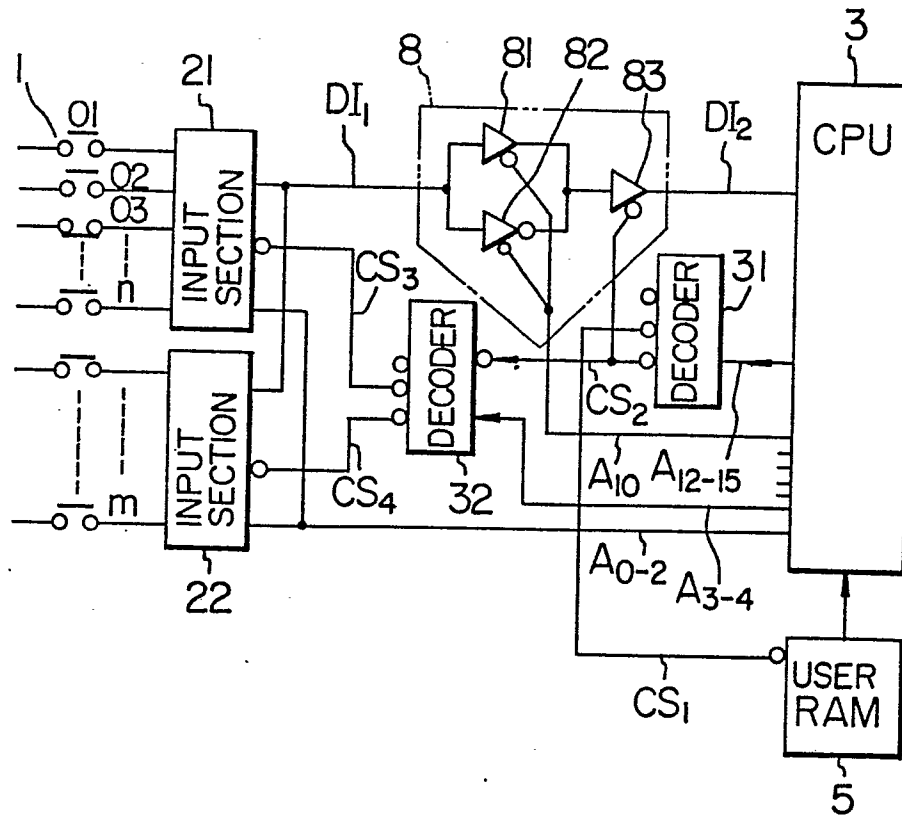 3
8
81
82
83
1
21
01
DI1
DI2
CPU
02
03
INPUT SECTION
n
CS3
31
DECODER
DECODER
CS2
INPUT SECTION
m
CS4
32
A10
A12-15
22
A0-2
A3-4
CS1
USER
RAM
5